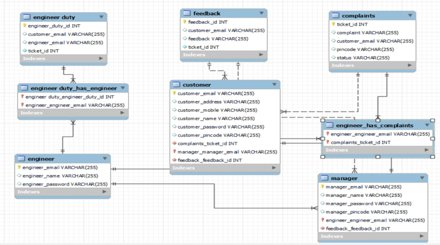 engineer duty
engineer_duty_id INT
customer_email VARCHAR(255)
engineer_email VARCHAR(255)
ticket_id INT
Indexes
feedback
feedback_id INT
customer_email VARCHAR(255)
feedback VARCHAR(255)
ticket_id INT
Indexes
complaints
ticket_id INT
complaint VARCHAR(255)
customer_email VARCHAR(255)
pincode VARCHAR(255)
status VARCHAR(255)
Indexes
engineer duty_has_engineer
engineer duty_engineer_duty_id INT
engineer_engineer_email VARCHAR(255)
Indexes
customer
customer_email VARCHAR(255)
customer_address VARCHAR(255)
customer_mobile VARCHAR(255)
customer_name VARCHAR(255)
customer_password VARCHAR(255)
customer_pincode VARCHAR(255)
complaints_ticket_id INT
manager_manager_email VARCHAR(255)
feedback_feedback_id INT
Indexes
engineer_has_complaints
engineer_engineer_email VARCHAR(255)
complaints_ticket_id INT
Indexes
engineer
engineer_email VARCHAR(255)
engineer_name VARCHAR(255)
engineer_password VARCHAR(255)
Indexes
manager
manager_email VARCHAR(255)
manager_name VARCHAR(255)
manager_password VARCHAR(255)
manager_pincode VARCHAR(255)
engineer_engineer_email VARCHAR(255)
feedback_feedback_id INT
Indexes